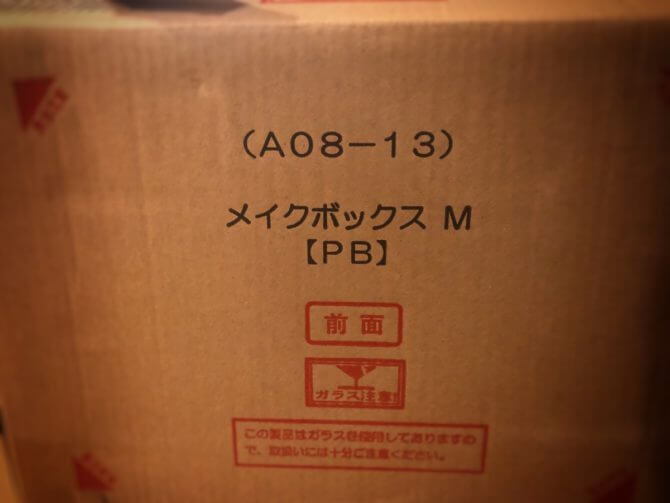 （A08−13）
メイクボックス M
【PB】
前面
ガラス注意!
この製品はガラスを使用してありますの
で、取扱いには十分ご注意ください。